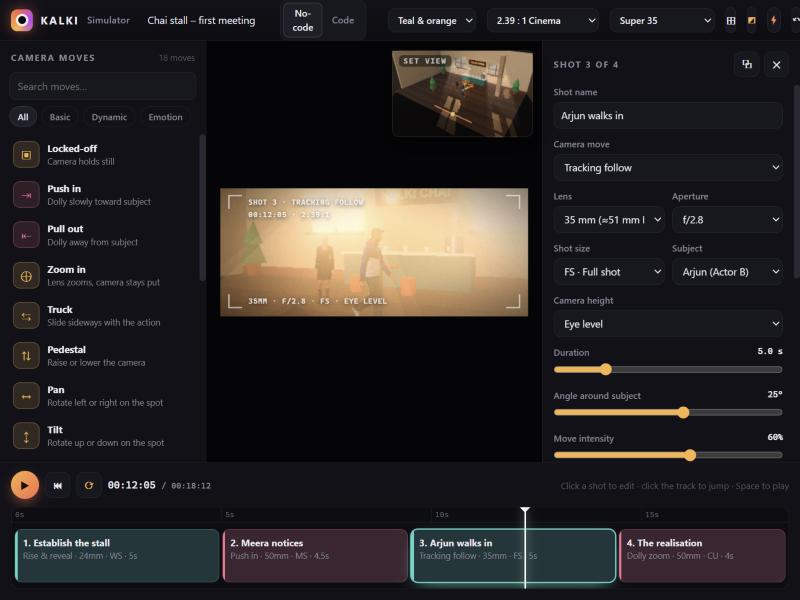 KALKI Simulator
Chai stall – first meeting
No-code
Code
Teal & orange
2.39 : 1 Cinema
Super 35
CAMERA MOVES
18 moves
Search moves...
All
Basic
Dynamic
Emotion
Locked-off
Camera holds still
Push in
Dolly slowly toward subject
Pull out
Dolly away from subject
Zoom in
Lens zooms, camera stays put
Truck
Slide sideways with the action
Pedestal
Raise or lower the camera
Pan
Rotate left or right on the spot
Tilt
Rotate up or down on the spot
SET VIEW
SHOT 3 · TRACKING FOLLOW
00:12:05 · 2.39:1
35MM · F/2.8 · FS · EYE LEVEL
SHOT 3 OF 4
Shot name
Arjun walks in
Camera move
Tracking follow
Lens
Aperture
35 mm (≈51 mm
f/2.8
Shot size
Subject
FS · Full shot
Arjun (Actor B)
Camera height
Eye level
Duration
5.0 s
Angle around subject
25°
Move intensity
60%
00:12:05 / 00:18:12
Click a shot to edit · click the track to jump · Space to play
0s
5s
10s
15s
1. Establish the stall
Rise & reveal · 24mm · WS · 5s
2. Meera notices
Push in · 50mm · MS · 4.5s
3. Arjun walks in
Tracking follow · 35mm · FS · 5s
4. The realisation
Dolly zoom · 50mm · CU · 4s